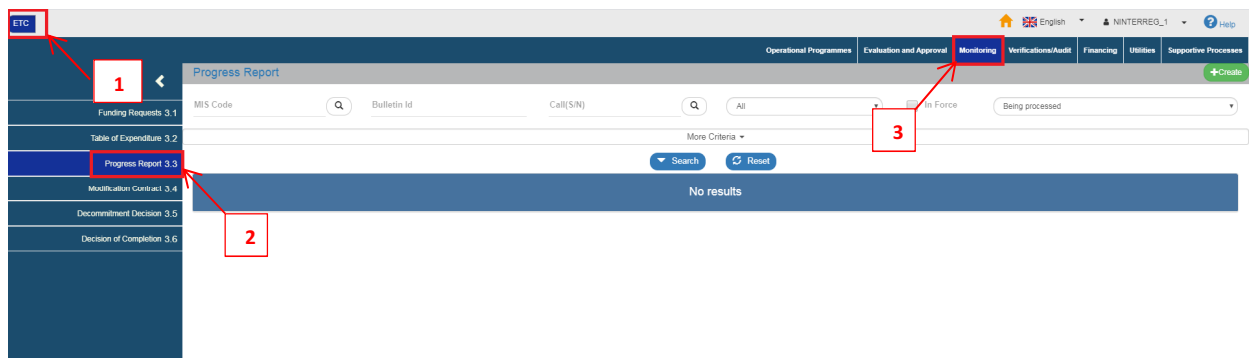 ETC
English
NINTERREG_1
Help
Operational Programmes Evaluation and Approval Monitoring Verifications/Audit Financing Utilities Supportive Processes
1
3
Progress Report
+Create
Funding Requests 3.1
MIS Code Bulletin Id Call(S/N) All In Force Being processed
Table of Expenditure 3.2
More Criteria
3
Progress Report 3.3
Search Reset
Modification Contract 3.4
No results
Decommitment Decision 3.5
Decision of Completion 3.6
2